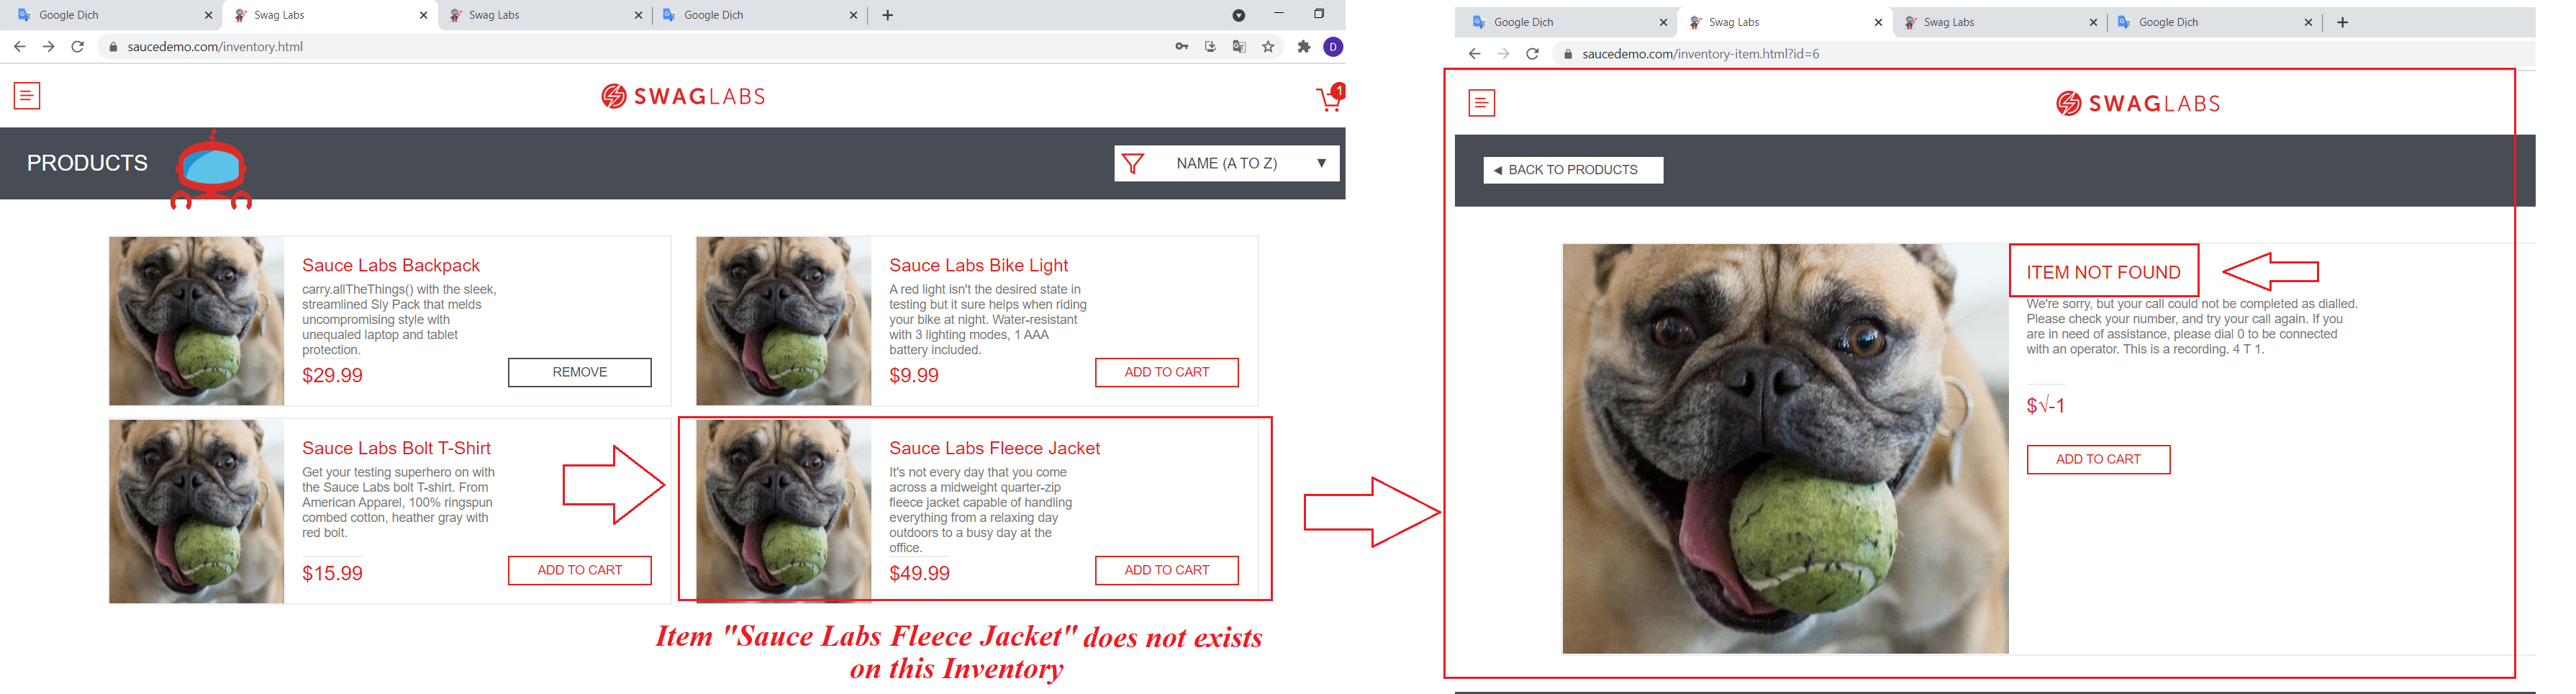 Google Dịch
Swag Labs
Swag Labs
Google Dịch
saucedemo.com/inventory.html
D
SWAGLABS
1
PRODUCTS
NAME (A TO Z)
Sauce Labs Backpack
carry.allTheThings() with the sleek,
streamlined Sly Pack that melds
uncompromising style with
unequaled laptop and tablet
protection.
$29.99
REMOVE
Sauce Labs Bike Light
A red light isn't the desired state in
testing but it sure helps when riding
your bike at night. Water-resistant
with 3 lighting modes, 1 AAA
battery included.
$9.99
ADD TO CART
Sauce Labs Bolt T-Shirt
Get your testing superhero on with
the Sauce Labs bolt T-shirt. From
American Apparel, 100% ringspun
combed cotton, heather gray with
red bolt.
$15.99
ADD TO CART
Sauce Labs Fleece Jacket
It's not every day that you come
across a midweight quarter-zip
fleece jacket capable of handling
everything from a relaxing day
outdoors to a busy day at the
office.
$49.99
ADD TO CART
Item "Sauce Labs Fleece Jacket" does not exists
on this Inventory
Google Dịch
Swag Labs
Swag Labs
Google Dịch
saucedemo.com/inventory-item.html?id=6
SWAGLABS
BACK TO PRODUCTS
ITEM NOT FOUND
We're sorry, but your call could not be completed as dialled.
Please check your number, and try your call again. If you
are in need of assistance, please dial 0 to be connected
with an operator. This is a recording. 4 T 1.
$√-1
ADD TO CART